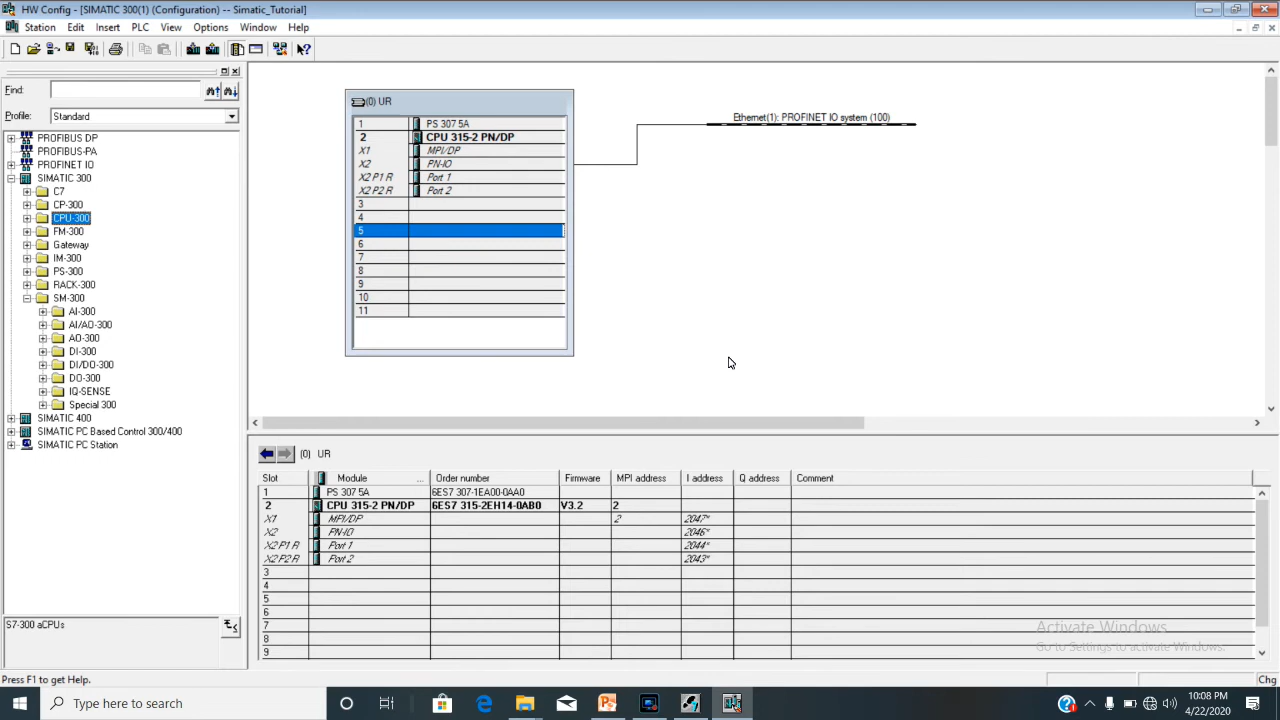 HW Config - [SIMATIC 300(1) (Configuration) -- Simatic_Tutorial]
Station Edit Insert PLC View Options Window Help
Find:
Profile: Standard
PROFIBUS DP
PROFIBUS-PA
PROFINET IO
SIMATIC 300
C7
CP-300
CPU-300
FM-300
Gateway
IM-300
PS-300
RACK-300
SM-300
AI-300
AI/AO-300
AO-300
DI-300
DI/DO-300
DO-300
IQ-SENSE
Special 300
SIMATIC 400
SIMATIC PC Based Control 300/400
SIMATIC PC Station
S7-300 aCPUs
(0) UR
1 PS 307 5A
2 CPU 315-2 PN/DP
X1 MPI/DP
X2 PN-IO
X2 P1 R Port 1
X2 P2 R Port 2
3
4
5
6
7
8
9
10
11
Ethernet(1): PROFINET IO system (100)
(0) UR
Slot Module ... Order number Firmware MPI address I address Q address Comment
1 PS 307 5A 6ES7 307-1EA00-0AA0
2 CPU 315-2 PN/DP 6ES7 315-2EH14-0AB0 V3.2 2
X1 MPI/DP 2 2047*
X2 PN-IO 2046*
X2 P1 R Port 1 2044*
X2 P2 R Port 2 2043*
3
4
5
6
7
8
9
Activate Windows
Go to Settings to activate Windows.
Press F1 to get Help.
Chg
Type here to search
10:08 PM
4/22/2020